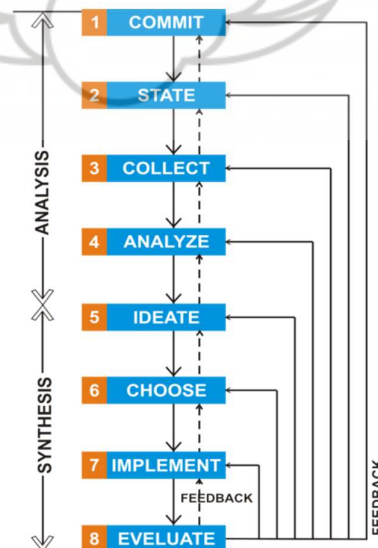 1 COMMIT
2 STATE
3 COLLECT
4 ANALYZE
5 IDEATE
6 CHOOSE
7 IMPLEMENT
FEEDBACK
8 EVELUATE
ANALYSIS
SYNTHESIS
FEEDBACK